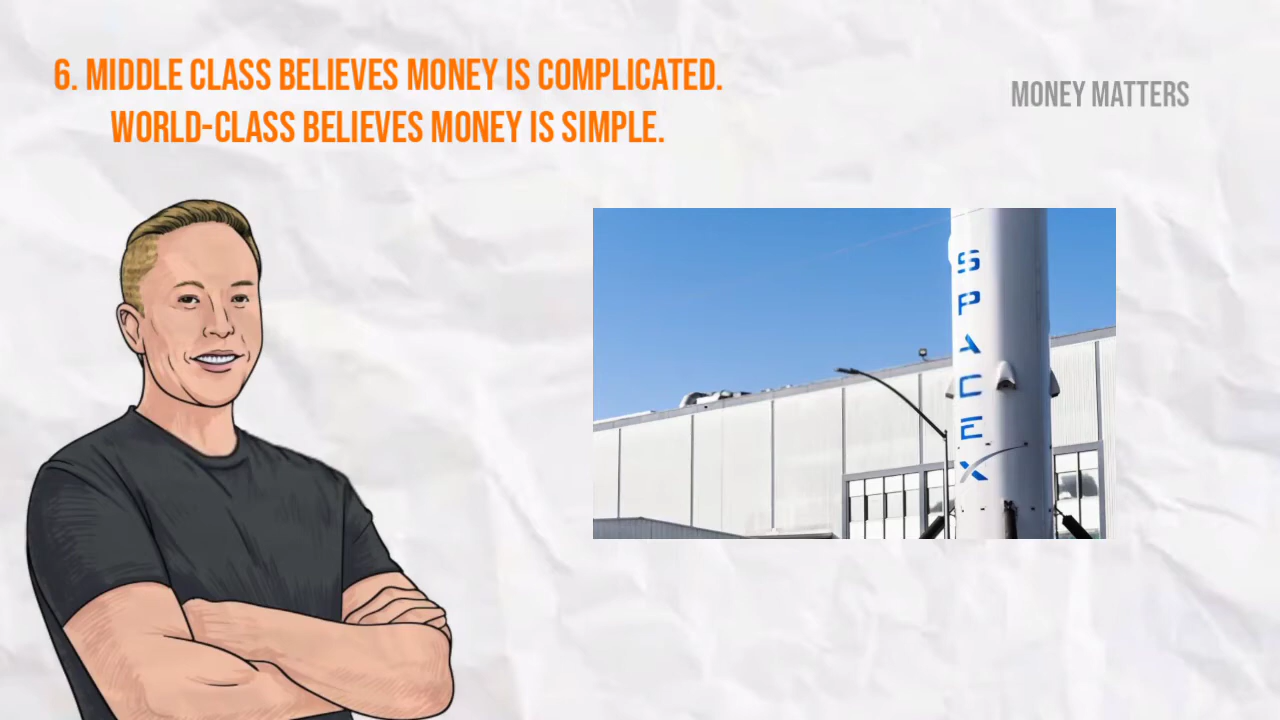 6. MIDDLE CLASS BELIEVES MONEY IS COMPLICATED.
WORLD-CLASS BELIEVES MONEY IS SIMPLE.
MONEY MATTERS
SPACEX